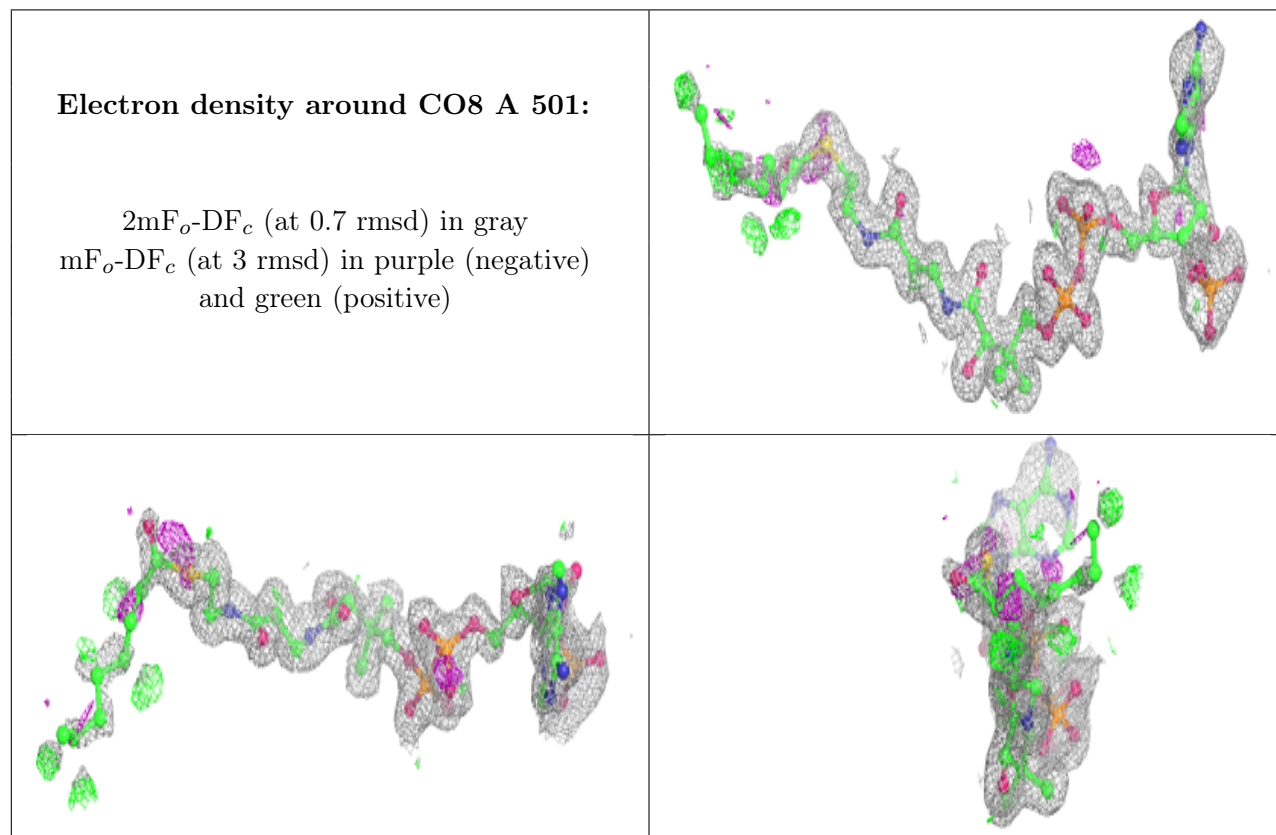 Electron density around CO8 A 501:
2mFₒ-DF𝒸 (at 0.7 rmsd) in gray
mFₒ-DF𝒸 (at 3 rmsd) in purple (negative)
and green (positive)